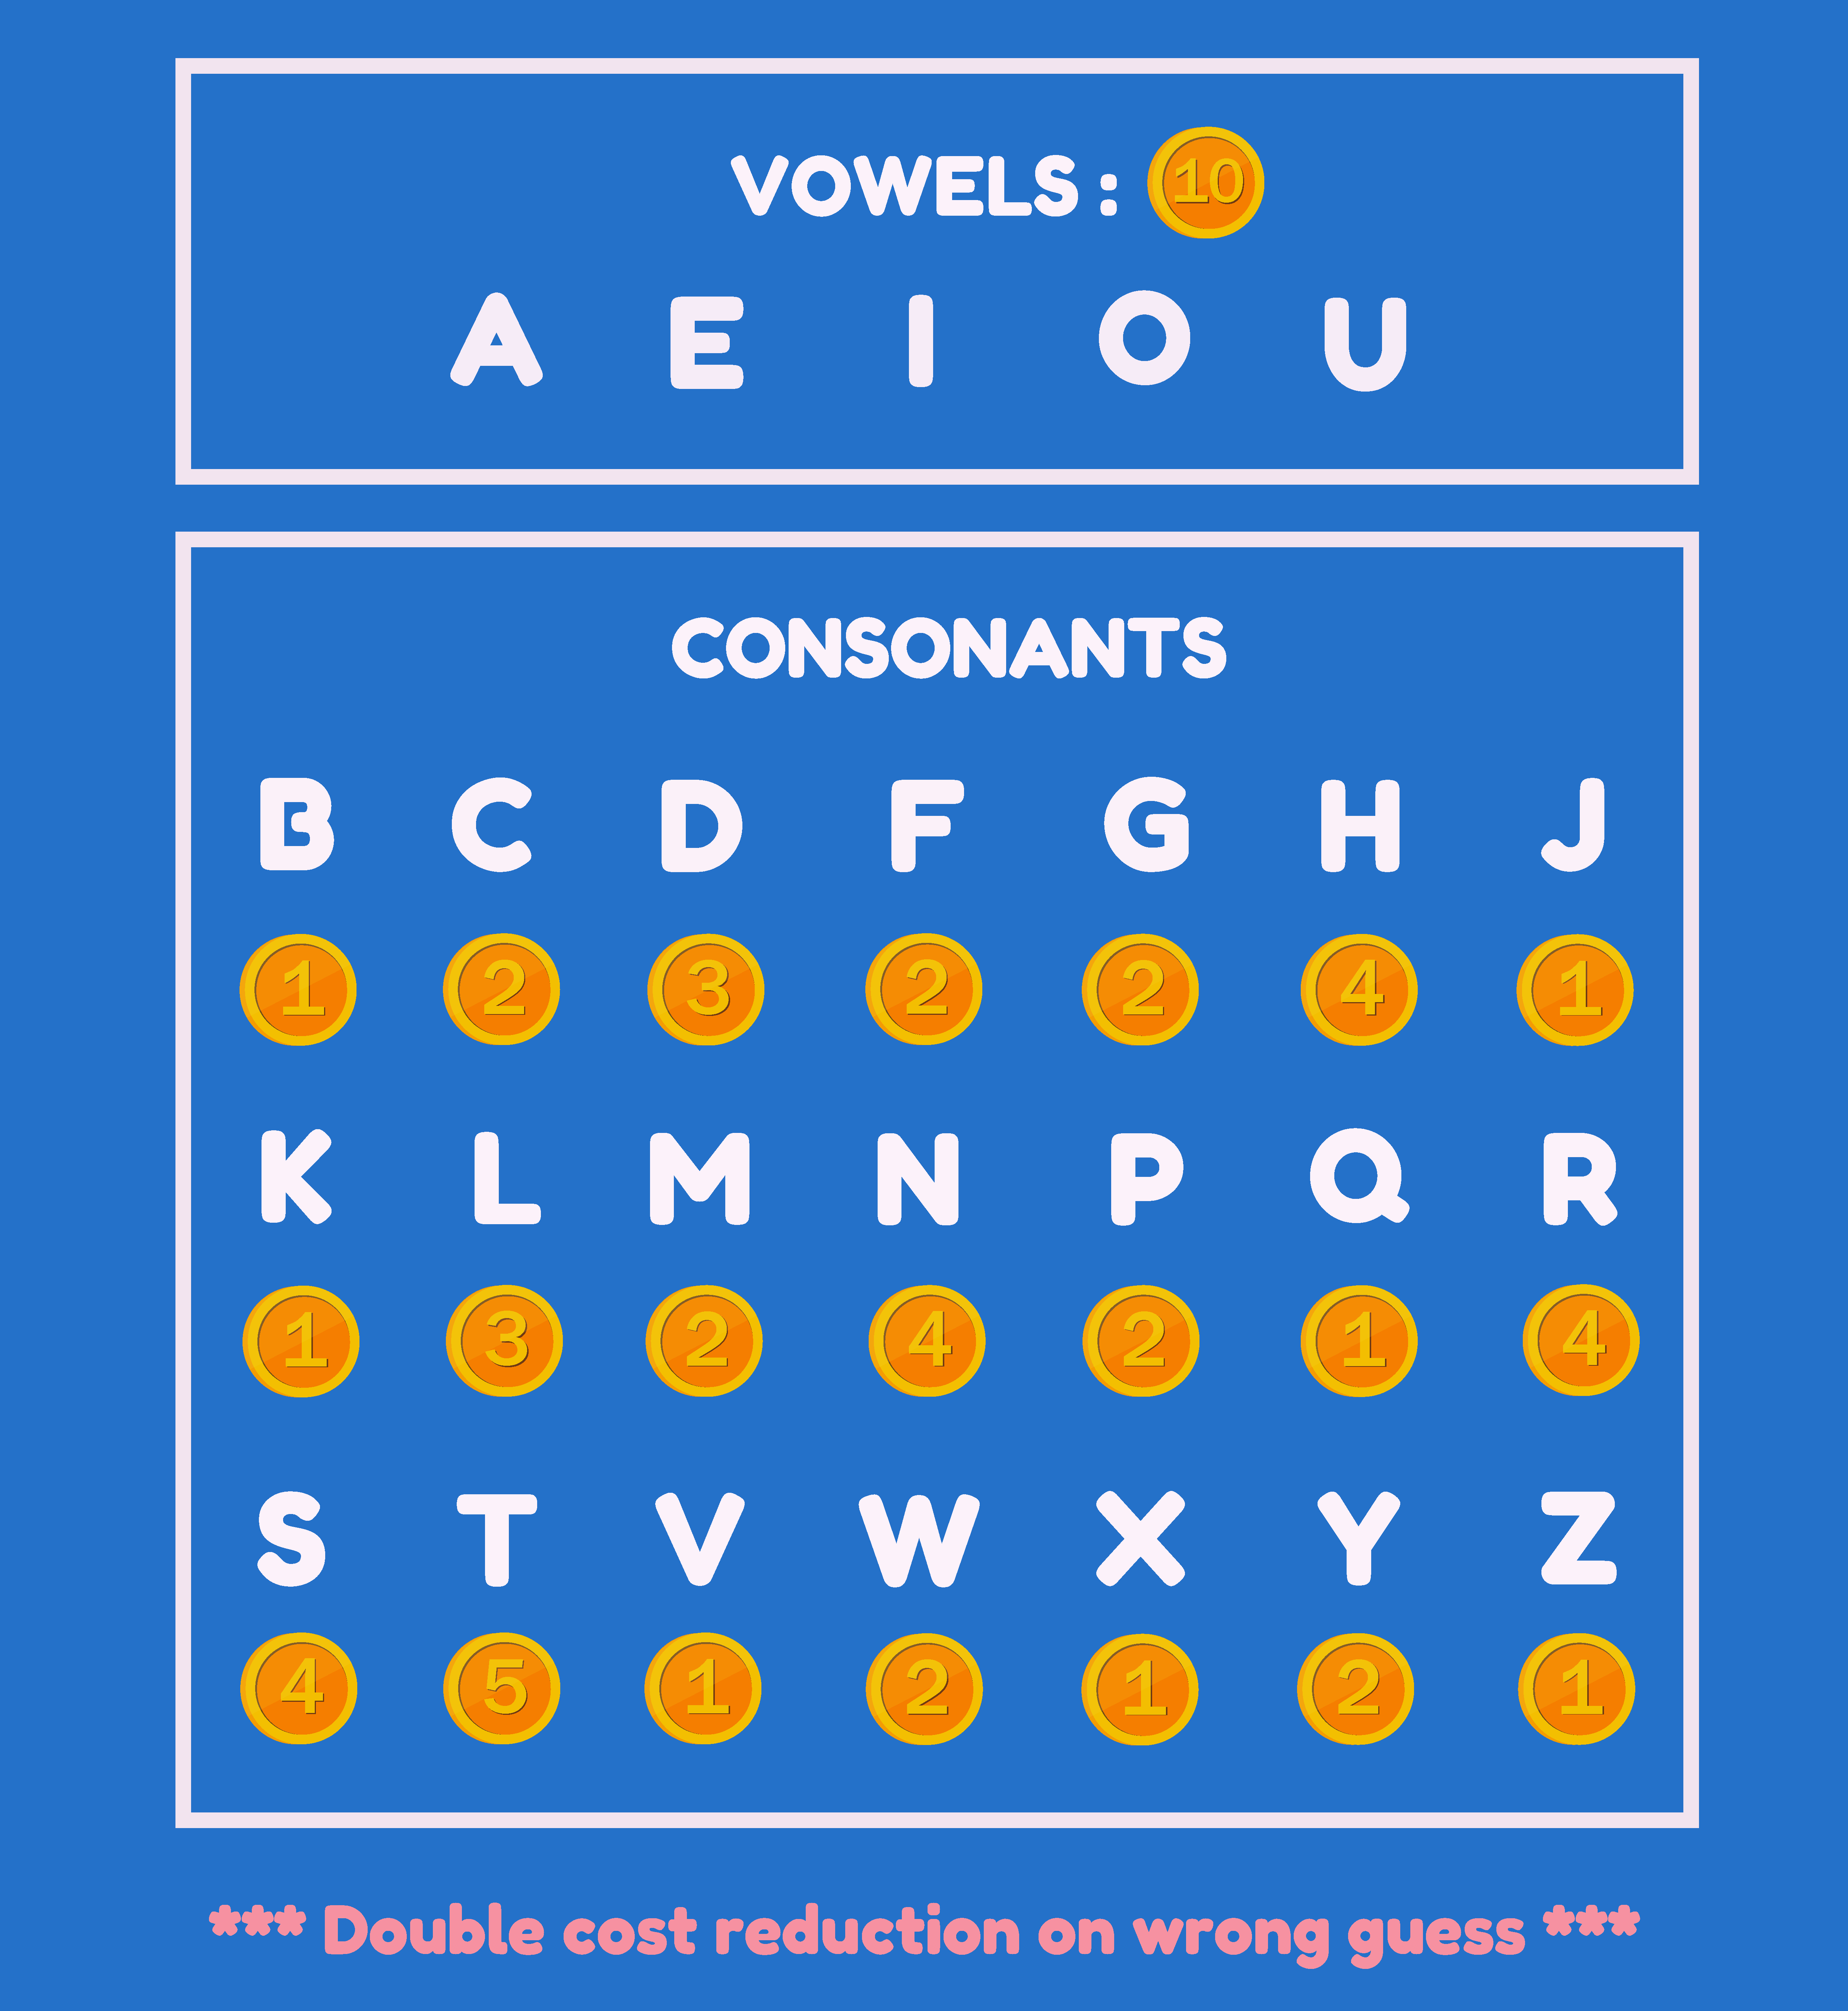 VOWELS : 10
A E I O U
CONSONANTS
B C D F G H J
1 2 3 2 2 4 1
K L M N P Q R
1 3 2 4 2 1 4
S T V W X Y Z
4 5 1 2 1 2 1
*** Double cost reduction on wrong guess ***